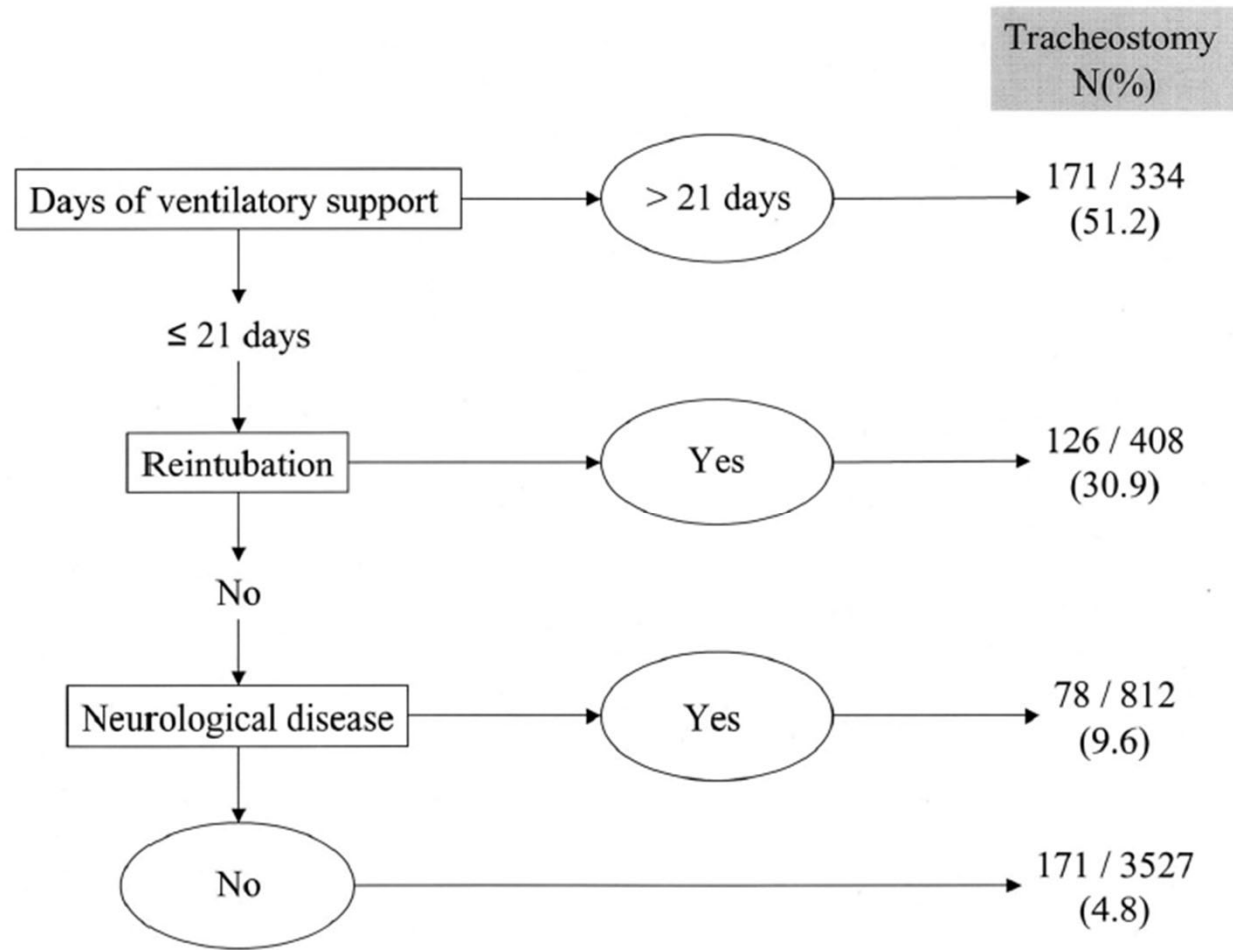 Tracheostomy
N(%)
Days of ventilatory support
> 21 days
171 / 334
(51.2)
≤ 21 days
Reintubation
Yes
126 / 408
(30.9)
No
Neurological disease
Yes
78 / 812
(9.6)
No
171 / 3527
(4.8)